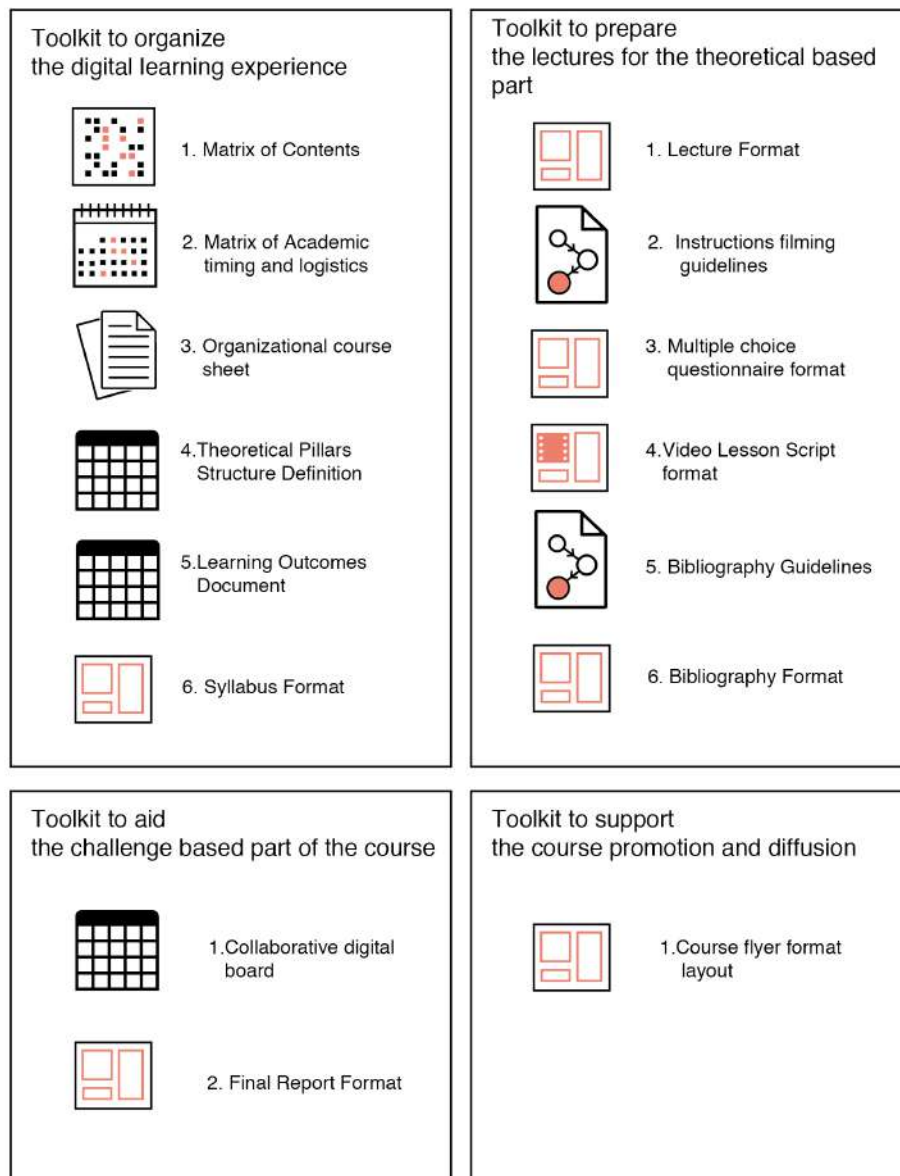 Toolkit to organize
the digital learning experience
1. Matrix of Contents
2. Matrix of Academic
timing and logistics
3. Organizational course
sheet
4.Theoretical Pillars
Structure Definition
5.Learning Outcomes
Document
6. Syllabus Format
Toolkit to prepare
the lectures for the theoretical based
part
1. Lecture Format
2. Instructions filming
guidelines
3. Multiple choice
questionnaire format
4.Video Lesson Script
format
5. Bibliography Guidelines
6. Bibliography Format
Toolkit to aid
the challenge based part of the course
1.Collaborative digital
board
2. Final Report Format
Toolkit to support
the course promotion and diffusion
1.Course flyer format
layout